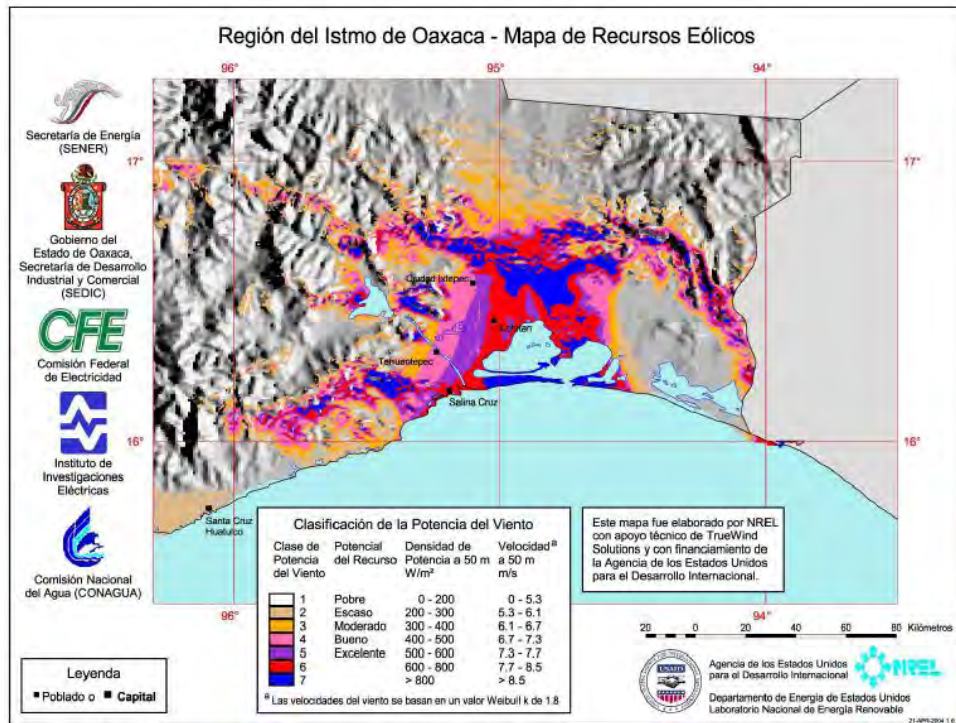 Región del Istmo de Oaxaca - Mapa de Recursos Eólicos
96°
95°
94°
17°
17°
16°
16°
96°
94°
Secretaría de Energía
(SENER)
Gobierno del
Estado de Oaxaca,
Secretaría de Desarrollo
Industrial y Comercial
(SEDIC)
CFE
Comisión Federal
de Electricidad
Instituto de
Investigaciones
Eléctricas
Comisión Nacional
del Agua (CONAGUA)
Ciudad Ixtepec
Tehuantepec
Salina Cruz
Santa Cruz
Huatulco
Clasificación de la Potencia del Viento
Clase de Potencia del Viento
Potencial del Recurso
Densidad de Potencia a 50 m W/m²
Velocidad a a 50 m m/s
1 Pobre 0 - 200 0 - 5.3
2 Escaso 200 - 300 5.3 - 6.1
3 Moderado 300 - 400 6.1 - 6.7
4 Bueno 400 - 500 6.7 - 7.3
5 Excelente 500 - 600 7.3 - 7.7
6 600 - 800 7.7 - 8.5
7 > 800 > 8.5
a Las velocidades del viento se basan en un valor Weibull k de 1.8
Este mapa fue elaborado por NREL
con apoyo técnico de TrueWind
Solutions y con financiamiento de
la Agencia de los Estados Unidos
para el Desarrollo Internacional.
20 0 20 40 60 80 Kilómetros
Leyenda
Poblado o Capital
USAID
Agencia de los Estados Unidos
para el Desarrollo Internacional
NREL
Departamento de Energía de Estados Unidos
Laboratorio Nacional de Energía Renovable